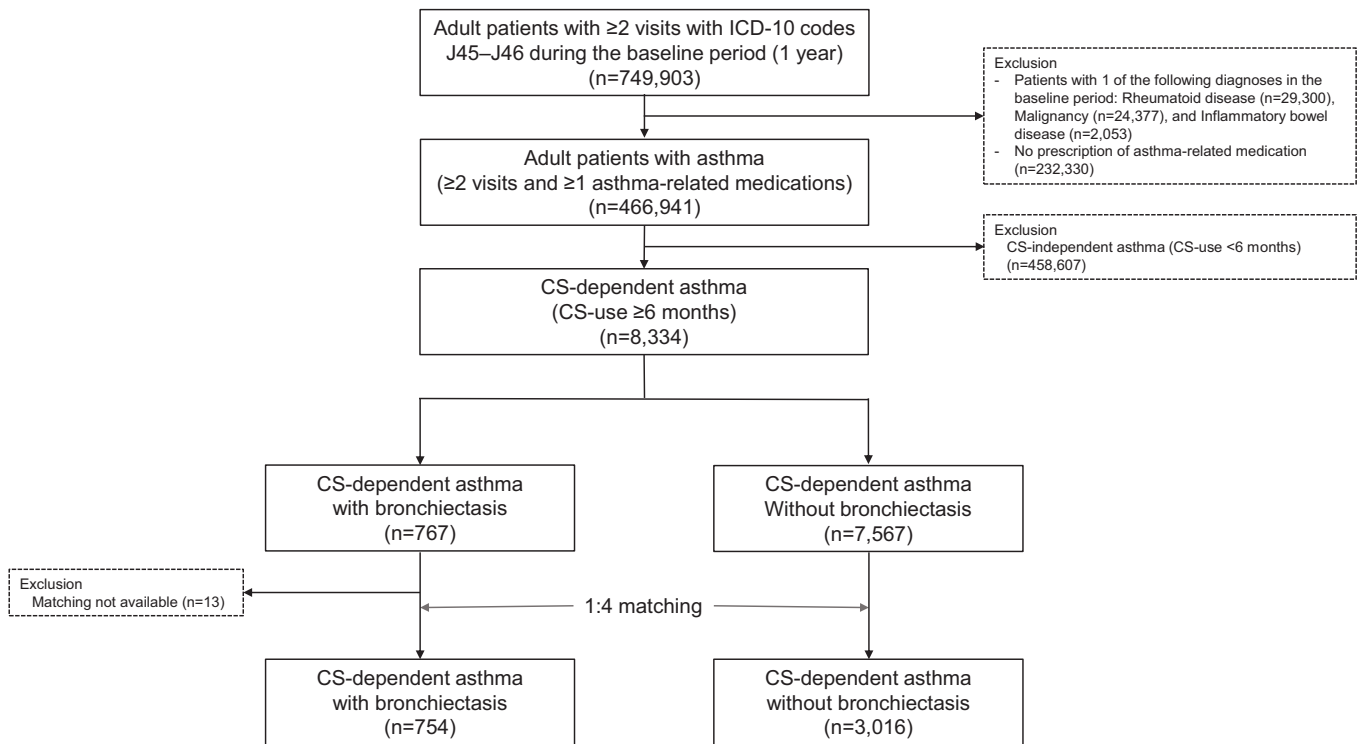 Adult patients with ≥2 visits with ICD-10 codes
J45–J46 during the baseline period (1 year)
(n=749,903)
Exclusion
- Patients with 1 of the following diagnoses in the
baseline period: Rheumatoid disease (n=29,300),
Malignancy (n=24,377), and Inflammatory bowel
disease (n=2,053)
- No prescription of asthma-related medication
(n=232,330)
Adult patients with asthma
(≥2 visits and ≥1 asthma-related medications)
(n=466,941)
Exclusion
CS-independent asthma (CS-use <6 months)
(n=458,607)
CS-dependent asthma
(CS-use ≥6 months)
(n=8,334)
CS-dependent asthma
with bronchiectasis
(n=767)
CS-dependent asthma
Without bronchiectasis
(n=7,567)
Exclusion
Matching not available (n=13)
1:4 matching
CS-dependent asthma
with bronchiectasis
(n=754)
CS-dependent asthma
without bronchiectasis
(n=3,016)